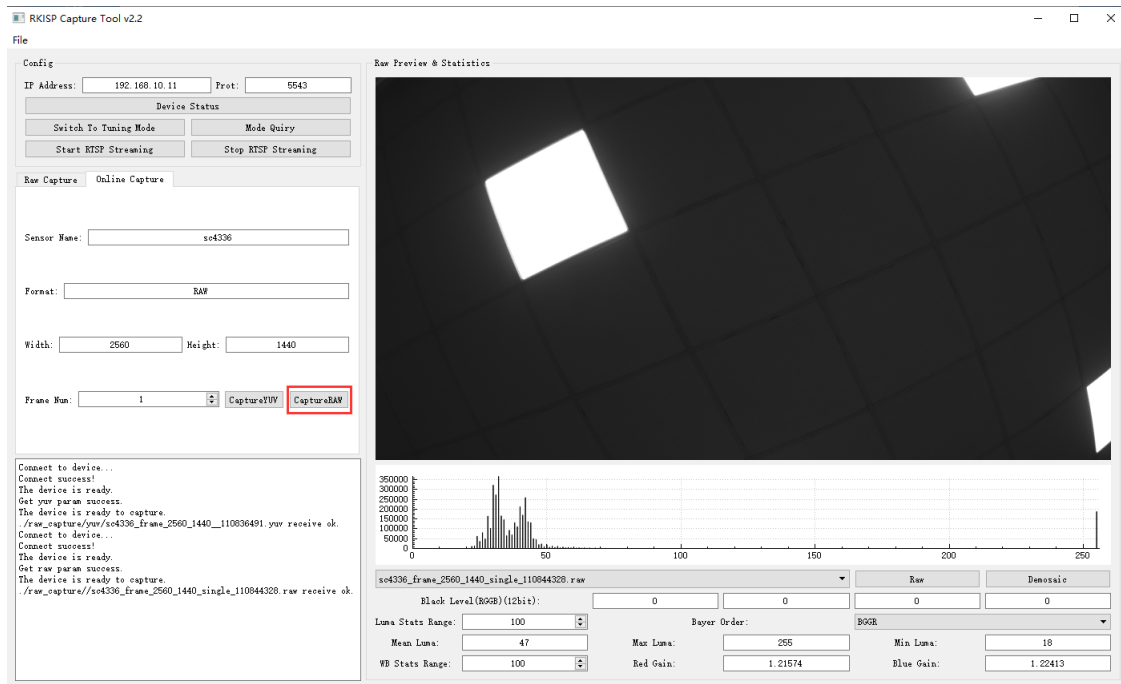 RKISP Capture Tool v2.2
File
Config
IP Address: 192.168.10.11 Prot: 5543
Device Status
Switch To Tuning Mode Mode Quiry
Start RTSP Streaming Stop RTSP Streaming
Raw Capture Online Capture
Sensor Name: sc4336
Format: RAW
Width: 2560 Height: 1440
Frame Num: 1 CaptureYUV CaptureRAW
Connect to device...
Connect success!
The device is ready.
Get yuv param success.
The device is ready to capture.
./raw_capture/yuv/sc4336_frame_2560_1440__110836491.yuv receive ok.
Connect to device...
Connect success!
The device is ready.
Get raw param success.
The device is ready to capture.
./raw_capture//sc4336_frame_2560_1440_single_110844328.raw receive ok.
Raw Preview & Statistics
350000
300000
250000
200000
150000
100000
50000
0
0 50 100 150 200 250
sc4336_frame_2560_1440_single_110844328.raw Raw Demosaic
Black Level(RGGB)(12bit): 0 0 0 0
Luma Stats Range: 100 Bayer Order: BGGR
Mean Luma: 47 Max Luma: 255 Min Luma: 18
WB Stats Range: 100 Red Gain: 1.21574 Blue Gain: 1.22413